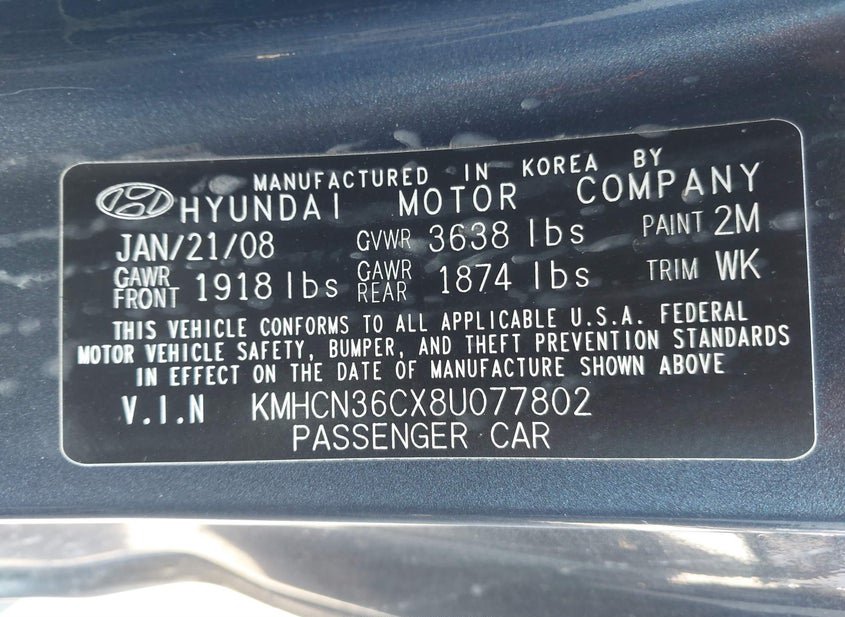 MANUFACTURED IN KOREA BY
HYUNDAI MOTOR COMPANY
JAN/21/08 GVWR 3638 lbs PAINT 2M
GAWR FRONT 1918 lbs GAWR REAR 1874 lbs TRIM WK
THIS VEHICLE CONFORMS TO ALL APPLICABLE U.S.A. FEDERAL
MOTOR VEHICLE SAFETY, BUMPER, AND THEFT PREVENTION STANDARDS
IN EFFECT ON THE DATE OF MANUFACTURE SHOWN ABOVE
V.I.N KMHCN36CX8U077802
PASSENGER CAR